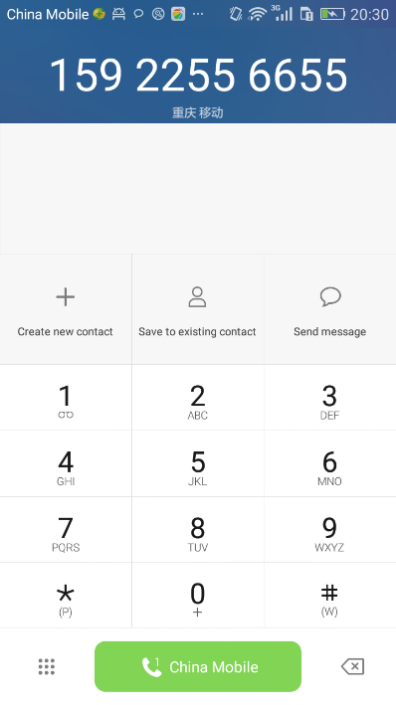 China Mobile ··· 3G 20:30
159 2255 6655
重庆 移动
Create new contact Save to existing contact Send message
1 2 3
ABC DEF
4 5 6
GHI JKL MNO
7 8 9
PQRS TUV WXYZ
* 0 #
(P) + (W)
1 China Mobile